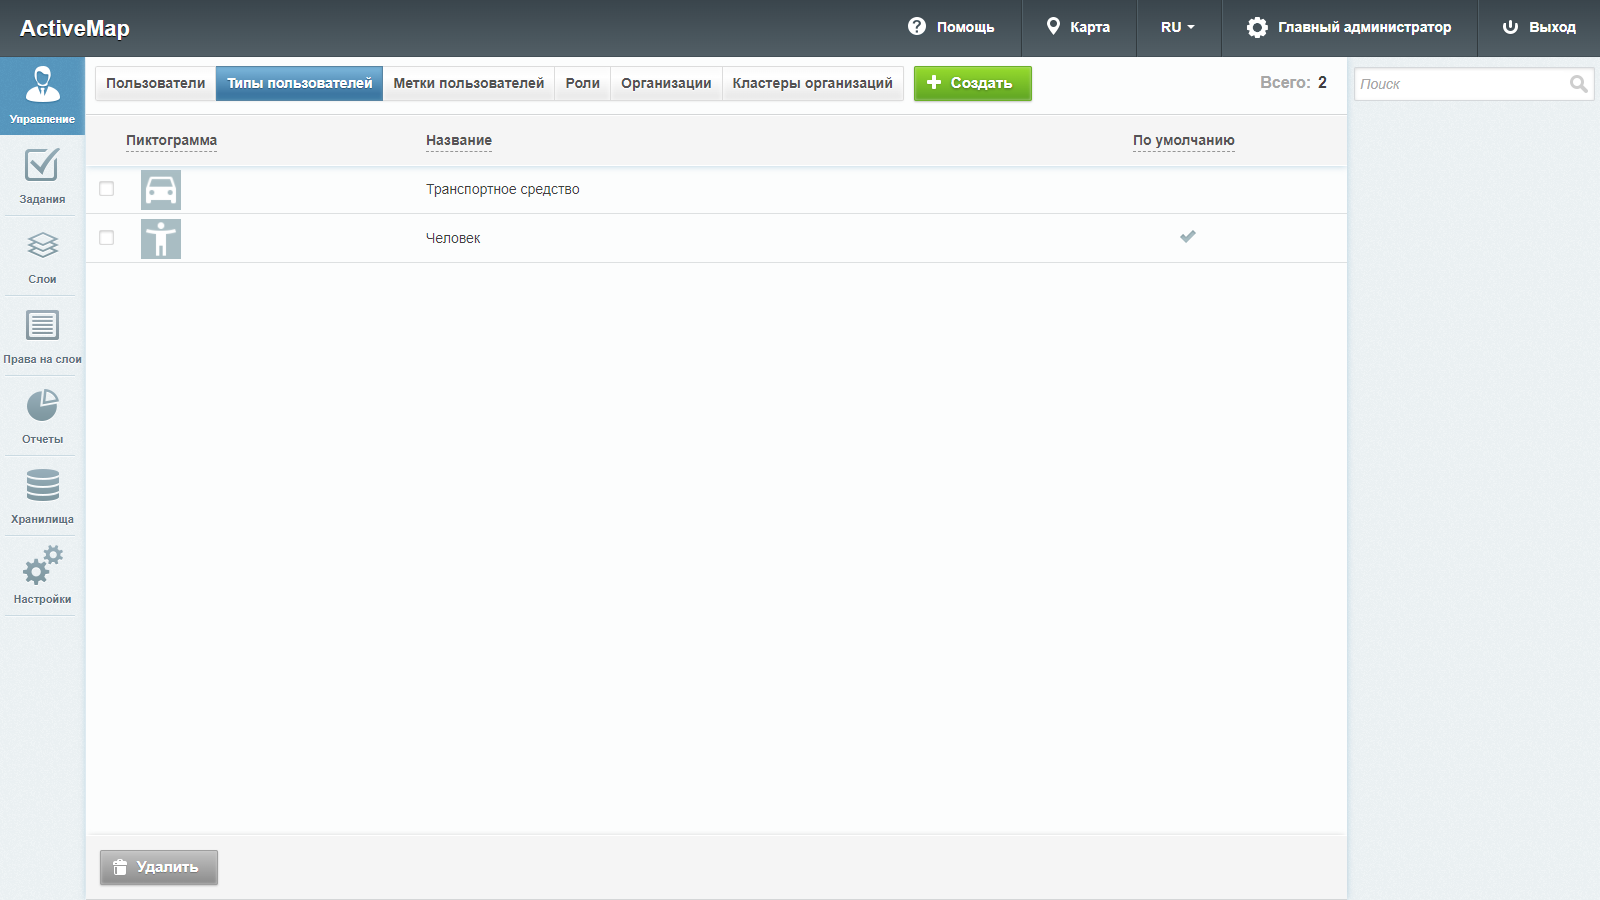 ActiveMap
Помощь
Карта
RU
Главный администратор
Выход
Управление
Задания
Слои
Права на слои
Отчеты
Хранилища
Настройки
Пользователи
Типы пользователей
Метки пользователей
Роли
Организации
Кластеры организаций
Создать
Всего: 2
Поиск
Пиктограмма
Название
По умолчанию
Транспортное средство
Человек
Удалить